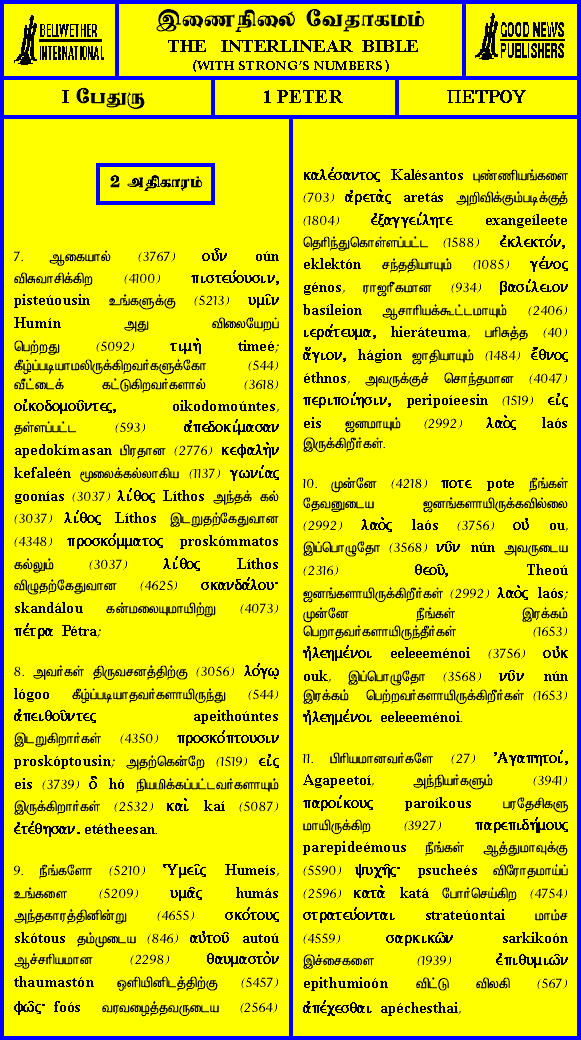 BELLWETHER
INTERNATIONAL
இணைநிலை வேதாகமம்
THE INTERLINEAR BIBLE
(WITH STRONG'S NUMBERS)
GOOD NEWS
PUBLISHERS
I பேதுரு
1 PETER
ΠΕΤΡΟΥ
2 அதிகாரம்
7. ஆகையால் (3767) οὖν oún
விசுவாசிக்கிற (4100) πιστεύουσιν,
pisteúousin உங்களுக்கு (5213) υμῖν
Humín அது விலையேறப்
பெற்றது (5092) τιμὴ timeé;
கீழ்ப்படியாமலிருக்கிறவர்களுக்கோ (544)
வீட்டைக் கட்டுகிறவர்களால் (3618)
οἰκοδομοῦντες, oikodomoúntes,
தள்ளப்பட்ட (593) ἀπεδοκίμασαν
apedokímasan பிரதான (2776) κεφαλὴν
kefaleén மூலைக்கல்லாகிய (1137) γωνίας
goonías (3037) λίθος Líthos அந்தக் கல்
(3037) λίθος Líthos இடறுதற்கேதுவான
(4348) προσκόμματος proskómmatos
கல்லும் (3037) λίθος Líthos
விழுதற்கேதுவான (4625) σκανδάλου·
skandálou கன்மலையுமாயிற்று (4073)
πέτρα Pétra;
8. அவர்கள் திருவசனத்திற்கு (3056) λόγῳ
lógoo கீழ்ப்படியாதவர்களாயிருந்து (544)
ἀπειθοῦντες apeithoúntes
இடறுகிறார்கள் (4350) προσκόπτουσιν
proskóptousin; அதற்கென்றே (1519) εἰς
eis (3739) ὃ hó நியமிக்கப்பட்டவர்களாயும்
இருக்கிறார்கள் (2532) καὶ kaí (5087)
ἐτέθησαν. etétheesan.
9. நீங்களோ (5210) Ὑμεῖς Humeís,
உங்களை (5209) υμᾶς humás
அந்தகாரத்தினின்று (4655) σκότους
skótous தம்முடைய (846) αὐτοῦ autoú
ஆச்சரியமான (2298) θαυμαστὸν
thaumastón ஒளியினிடத்திற்கு (5457)
φῶς· foós வரவழைத்தவருடைய (2564)
καλέσαντος Kalésantos புண்ணியங்களை
(703) ἀρετὰς aretás அறிவிக்கும்படிக்குத்
(1804) ἐξαγγείλητε exangeíleete
தெரிந்துகொள்ளப்பட்ட (1588) ἐκλεκτόν,
eklektón சந்ததியாயும் (1085) γένος
génos, ராஜரீகமான (934) βασίλειον
basíleion ஆசாரியக்கூட்டமாயும் (2406)
ιεράτευμα, hieráteuma, பரிசுத்த (40)
ἅγιον, hágion ஜாதியாயும் (1484) ἔθνος
éthnos, அவருக்குச் சொந்தமான (4047)
περιποίησιν, peripoíeesin (1519) εἰς
eis ஜனமாயும் (2992) λαὸς laós
இருக்கிறீர்கள்.
10. முன்னே (4218) ποτε pote நீங்கள்
தேவனுடைய ஜனங்களாயிருக்கவில்லை
(2992) λαὸς laós (3756) οὐ ou,
இப்பொழுதோ (3568) νῦν nún அவருடைய
(2316) θεοῦ, Theoú
ஜனங்களாயிருக்கிறீர்கள் (2992) λαὸς laós;
முன்னே நீங்கள் இரக்கம்
பெறாதவர்களாயிருந்தீர்கள் (1653)
ἠλεημένοι eeleeeménoi (3756) οὐκ
ouk, இப்பொழுதோ (3568) νῦν nún
இரக்கம் பெற்றவர்களாயிருக்கிறீர்கள் (1653)
ἠλεημένοι eeleeeménoi.
11. பிரியமானவர்களே (27) Ἀγαπητοί,
Agapeetoí, அந்நியர்களும் (3941)
παροίκους paroíkous பரதேசிகளு
மாயிருக்கிற (3927) παρεπιδήμους
parepideémous நீங்கள் ஆத்துமாவுக்கு
(5590) ψυχῆς· psucheés விரோதமாய்ப்
(2596) κατὰ katá போர்செய்கிற (4754)
στρατεύονται strateúontai மாம்ச
(4559) σαρκικῶν sarkikoón
இச்சைகளை (1939) ἐπιθυμιῶν
epithumioón விட்டு விலகி (567)
ἀπέχεσθαι apéchesthai,